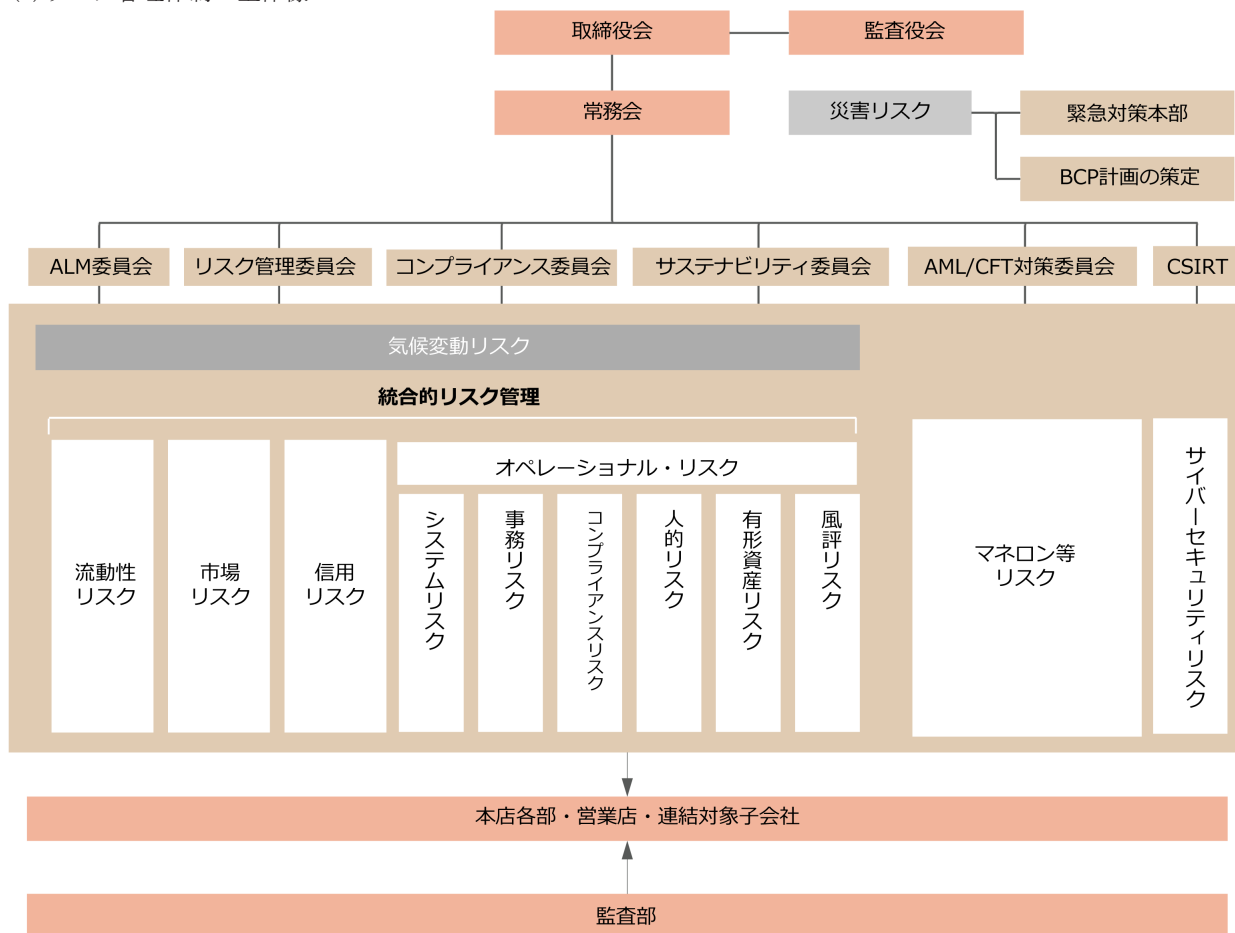 取締役会
監査役会
常務会
災害リスク
緊急対策本部
BCP計画の策定
ALM委員会
リスク管理委員会
コンプライアンス委員会
サステナビリティ委員会
AML/CFT対策委員会
CSIRT
気候変動リスク
統合的リスク管理
流動性
リスク
市場
リスク
信用
リスク
オペレーショナル・リスク
システムリスク
事務リスク
コンプライアンスリスク
人的リスク
有形資産リスク
風評リスク
マネロン等
リスク
サイバーセキュリティリスク
本店各部・営業店・連結対象子会社
監査部